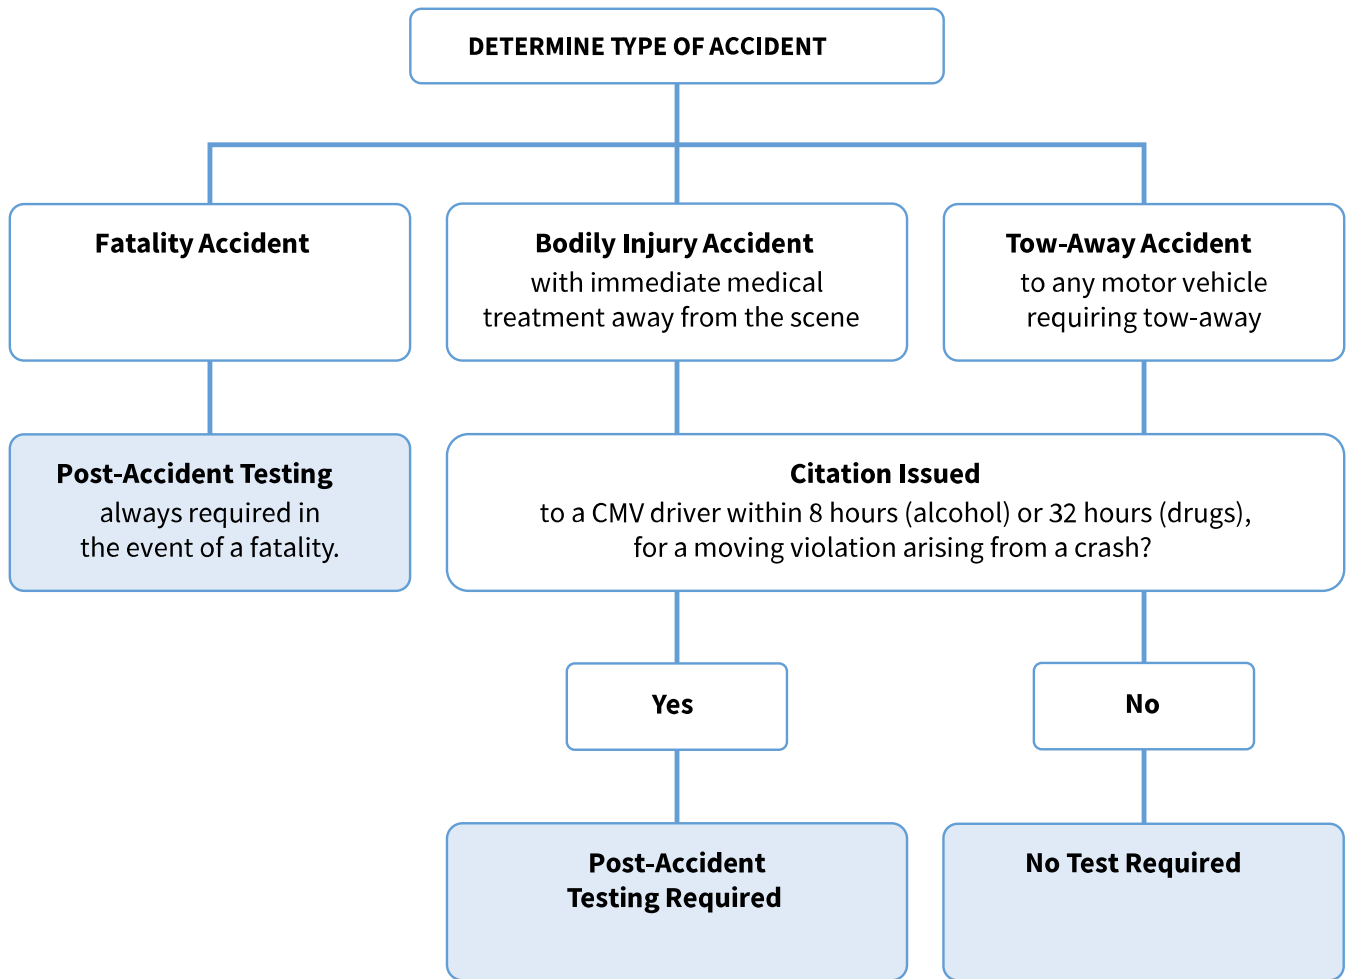 DETERMINE TYPE OF ACCIDENT
Fatality Accident
Bodily Injury Accident
with immediate medical
treatment away from the scene
Tow-Away Accident
to any motor vehicle
requiring tow-away
Post-Accident Testing
always required in
the event of a fatality.
Citation Issued
to a CMV driver within 8 hours (alcohol) or 32 hours (drugs),
for a moving violation arising from a crash?
Yes
No
Post-Accident
Testing Required
No Test Required